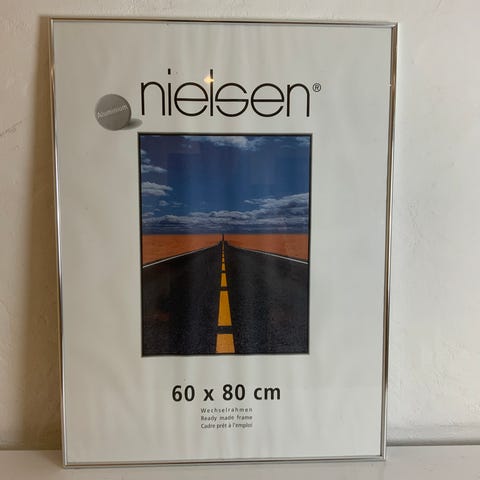 nielsen®
Aluminium
60 x 80 cm
Wechselrahmen
Ready made frame
Cadre prêt à l'emploi